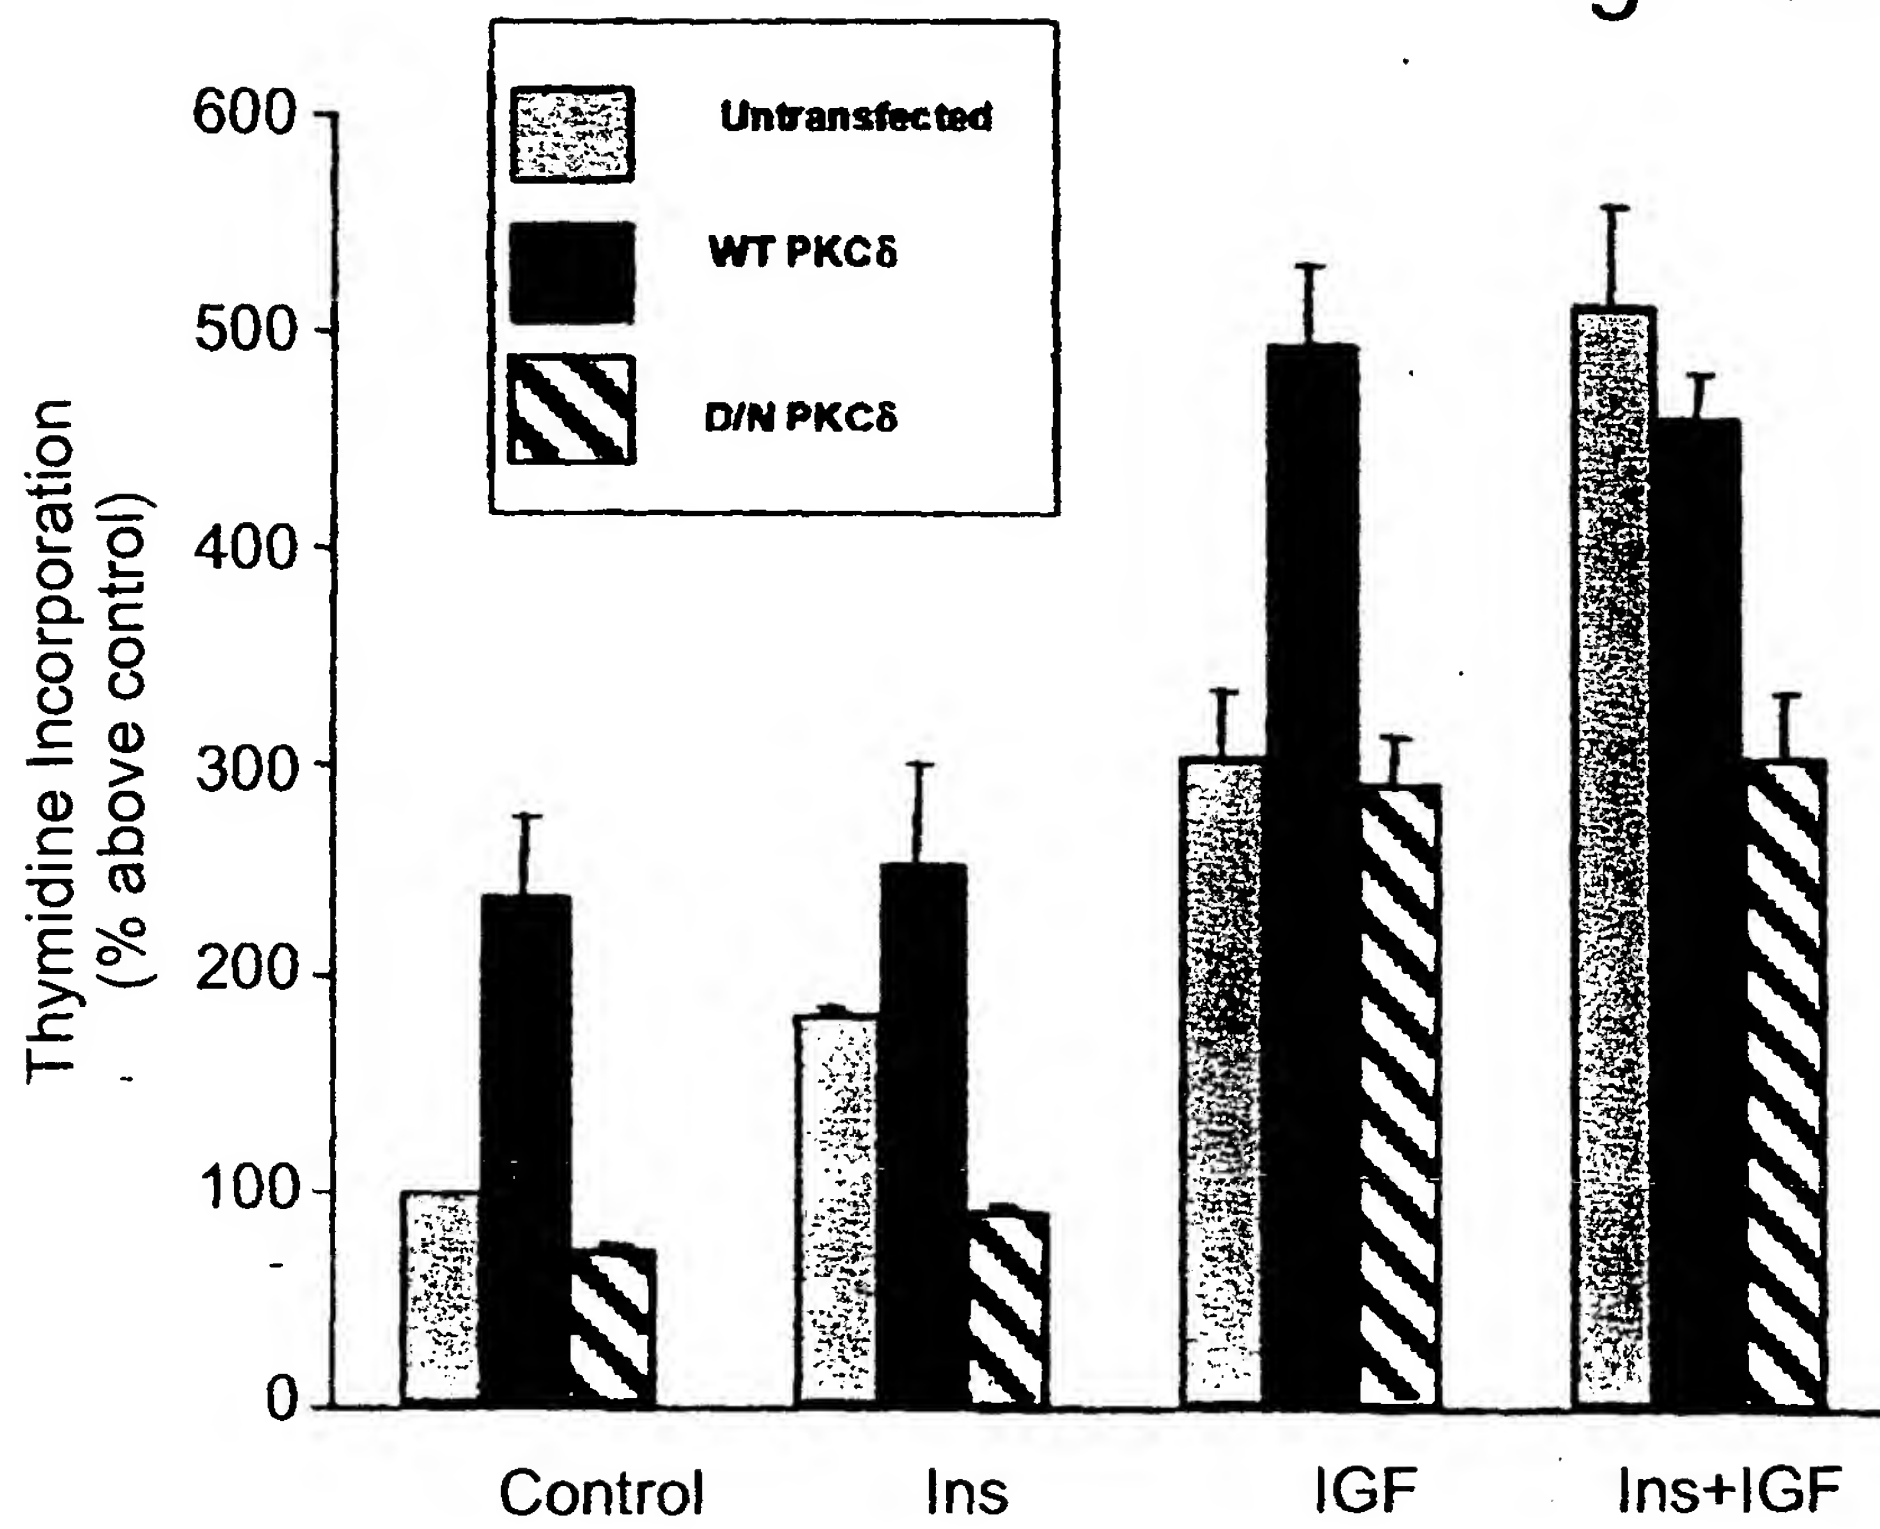 600
500
400
300
200
100
0
Thymidine Incorporation
(% above control)
Untransfected
WT PKCδ
D/N PKCδ
Control
Ins
IGF
Ins+IGF